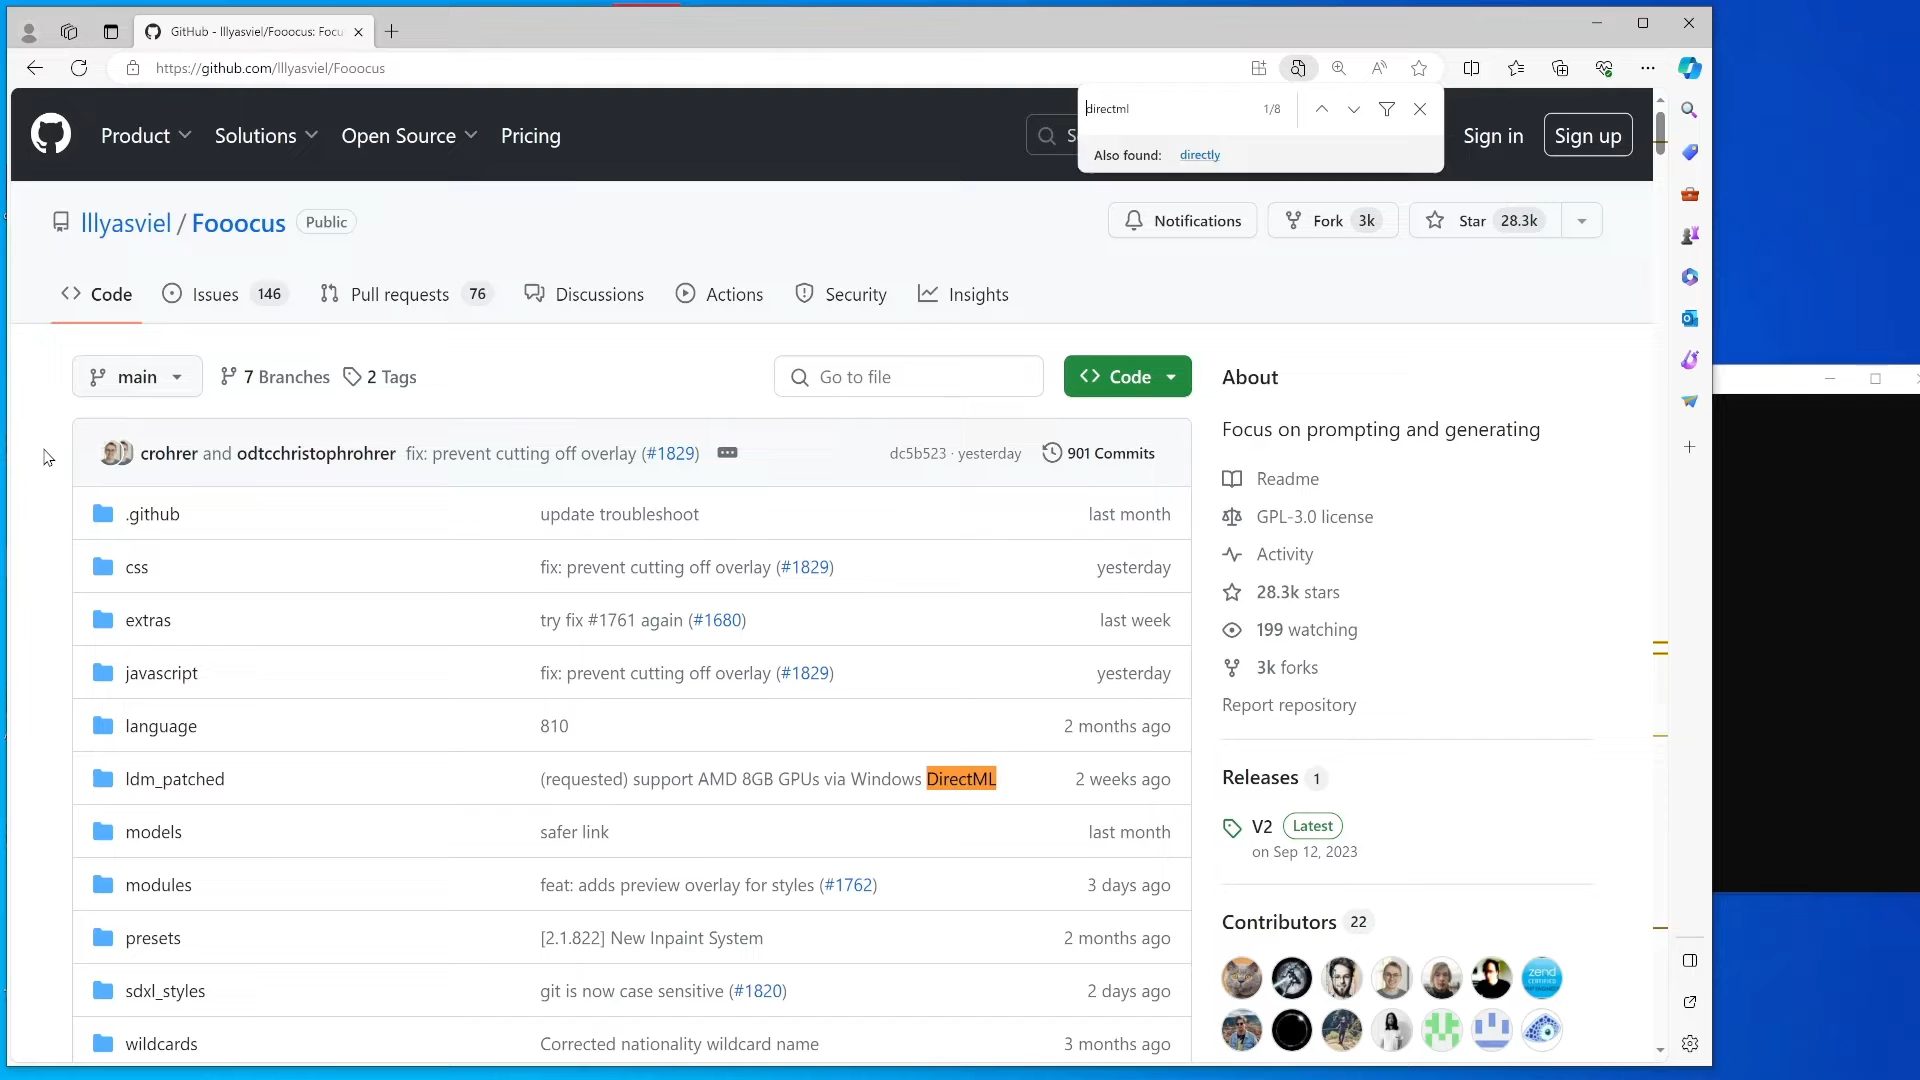 GitHub - lllyasviel/Fooocus: Focu
https://github.com/lllyasviel/Fooocus
directml 1/8
Also found: directly
Product Solutions Open Source Pricing S Sign in Sign up
lllyasviel / Fooocus Public
Notifications Fork 3k Star 28.3k
Code Issues 146 Pull requests 76 Discussions Actions Security Insights
main 7 Branches 2 Tags Go to file Code
crohrer and odtcchristophrohrer fix: prevent cutting off overlay (#1829) dc5b523 · yesterday 901 Commits
.github update troubleshoot last month
css fix: prevent cutting off overlay (#1829) yesterday
extras try fix #1761 again (#1680) last week
javascript fix: prevent cutting off overlay (#1829) yesterday
language 810 2 months ago
ldm_patched (requested) support AMD 8GB GPUs via Windows DirectML 2 weeks ago
models safer link last month
modules feat: adds preview overlay for styles (#1762) 3 days ago
presets [2.1.822] New Inpaint System 2 months ago
sdxl_styles git is now case sensitive (#1820) 2 days ago
wildcards Corrected nationality wildcard name 3 months ago
About
Focus on prompting and generating
Readme
GPL-3.0 license
Activity
28.3k stars
199 watching
3k forks
Report repository
Releases 1
V2 Latest
on Sep 12, 2023
Contributors 22
zend